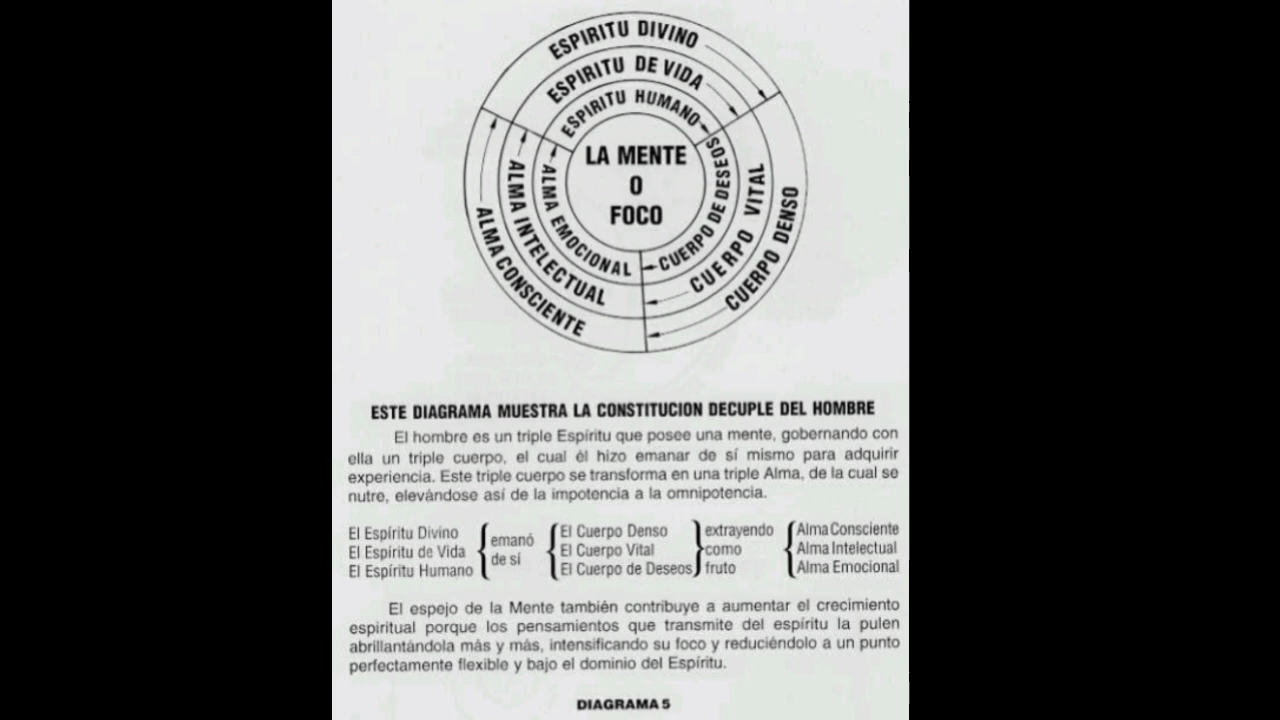 ESPIRITU DIVINO
ESPIRITU DE VIDA
ESPIRITU HUMANO
LA MENTE
O
FOCO
CUERPO DE DESEOS
CUERPO VITAL
CUERPO DENSO
ALMA EMOCIONAL
ALMA INTELECTUAL
ALMA CONSCIENTE
ESTE DIAGRAMA MUESTRA LA CONSTITUCION DECUPLE DEL HOMBRE
El hombre es un triple Espíritu que posee una mente, gobernando con
ella un triple cuerpo, el cual él hizo emanar de sí mismo para adquirir
experiencia. Este triple cuerpo se transforma en una triple Alma, de la cual se
nutre, elevándose así de la impotencia a la omnipotencia.
El Espíritu Divino
El Espíritu de Vida
El Espíritu Humano
emanó
de sí
El Cuerpo Denso
El Cuerpo Vital
El Cuerpo de Deseos
extrayendo
como
fruto
Alma Consciente
Alma Intelectual
Alma Emocional
El espejo de la Mente también contribuye a aumentar el crecimiento
espiritual porque los pensamientos que transmite del espíritu la pulen
abrillantándola más y más, intensificando su foco y reduciéndolo a un punto
perfectamente flexible y bajo el dominio del Espíritu.
DIAGRAMA 5